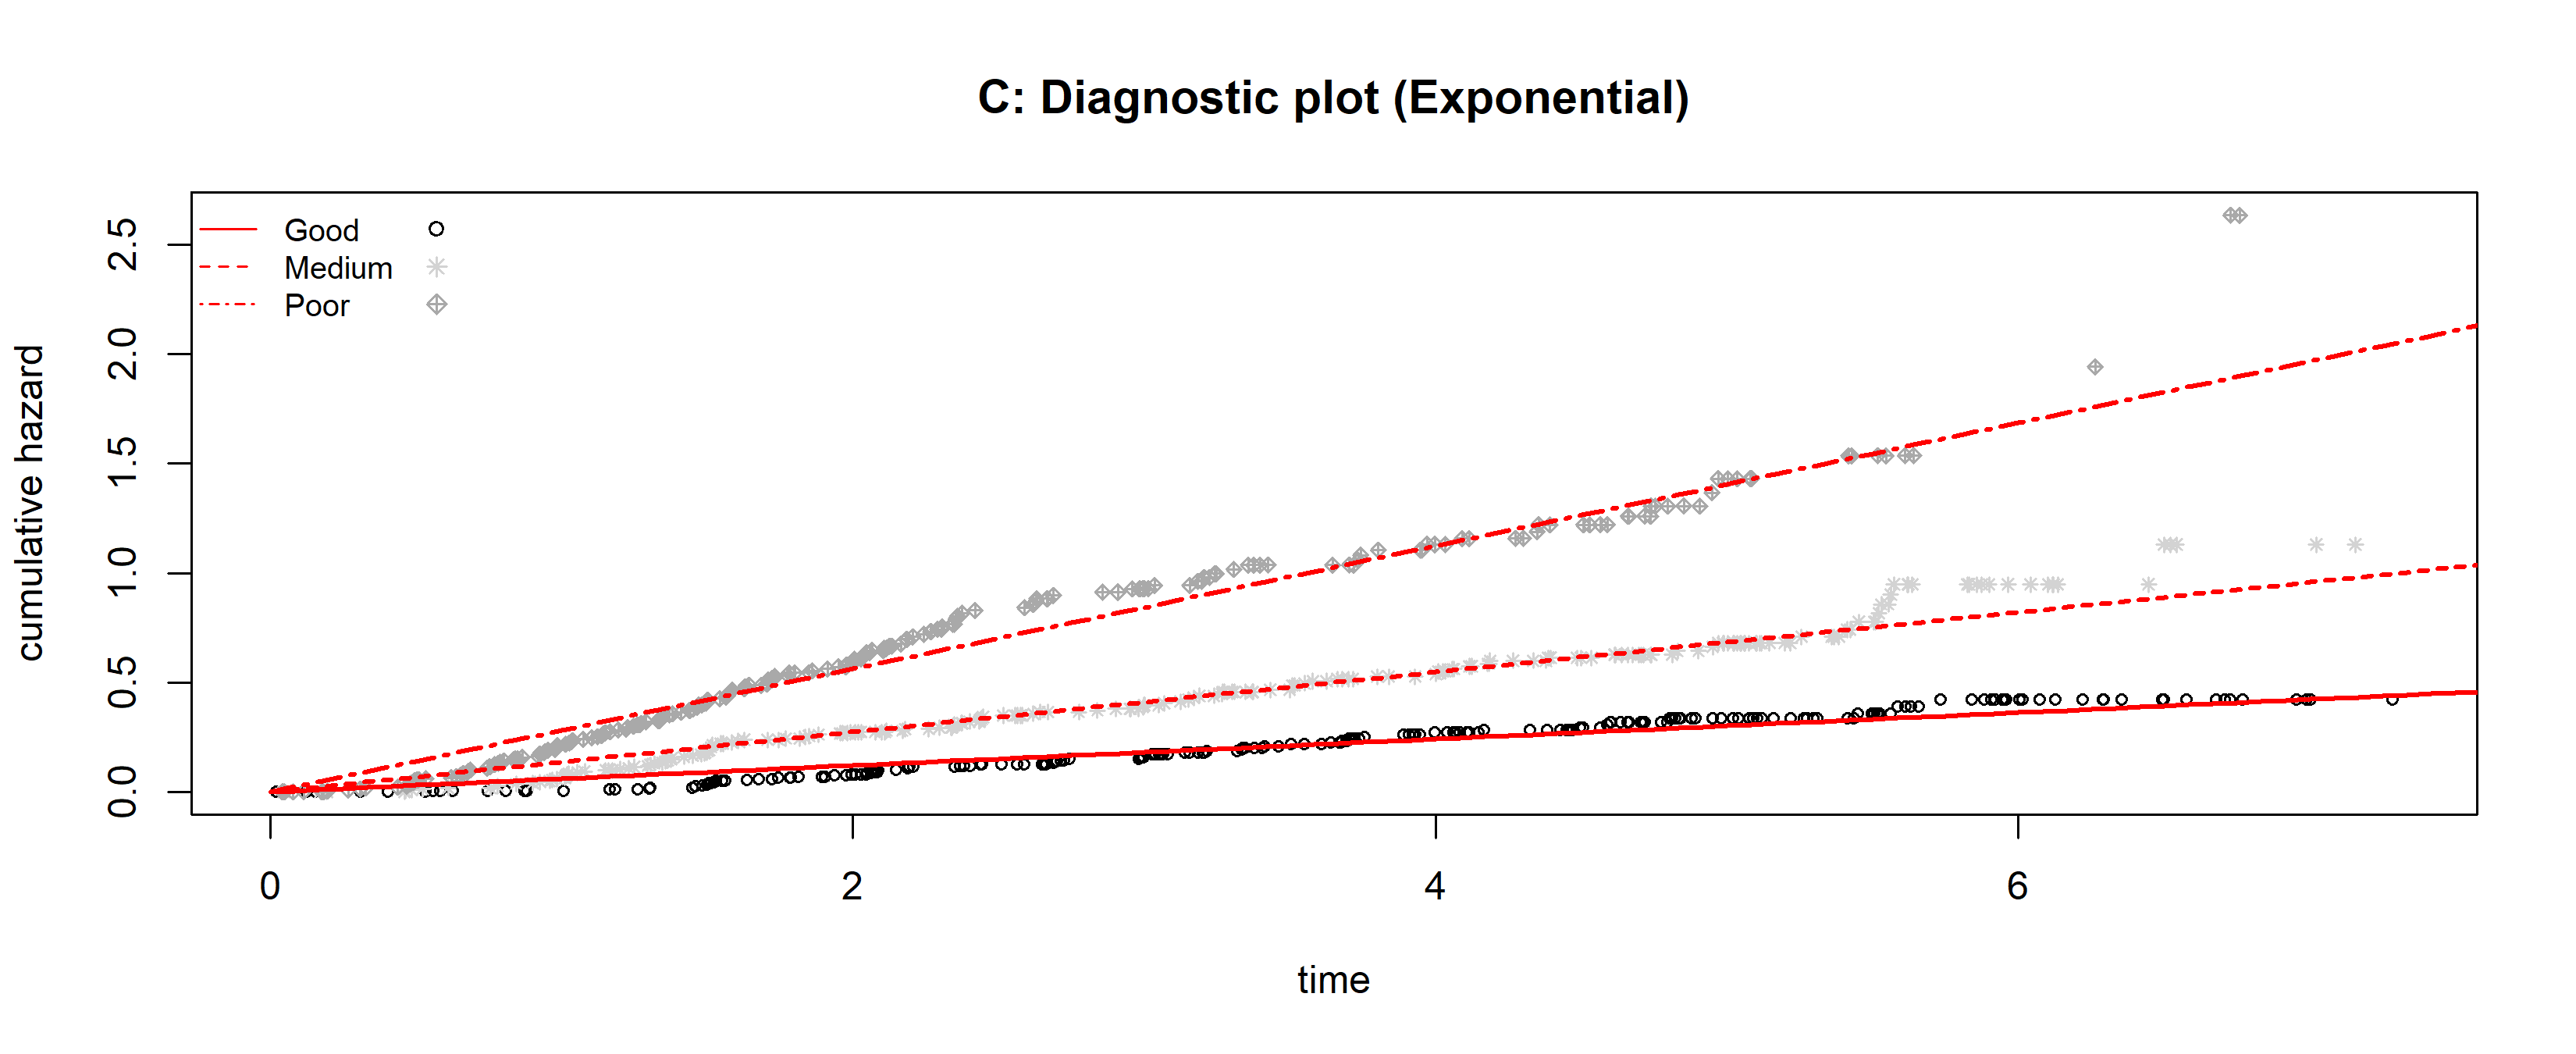 C: Diagnostic plot (Exponential)
Good
Medium
Poor
cumulative hazard
2.5
2.0
1.5
1.0
0.5
0.0
0 2 4 6
time